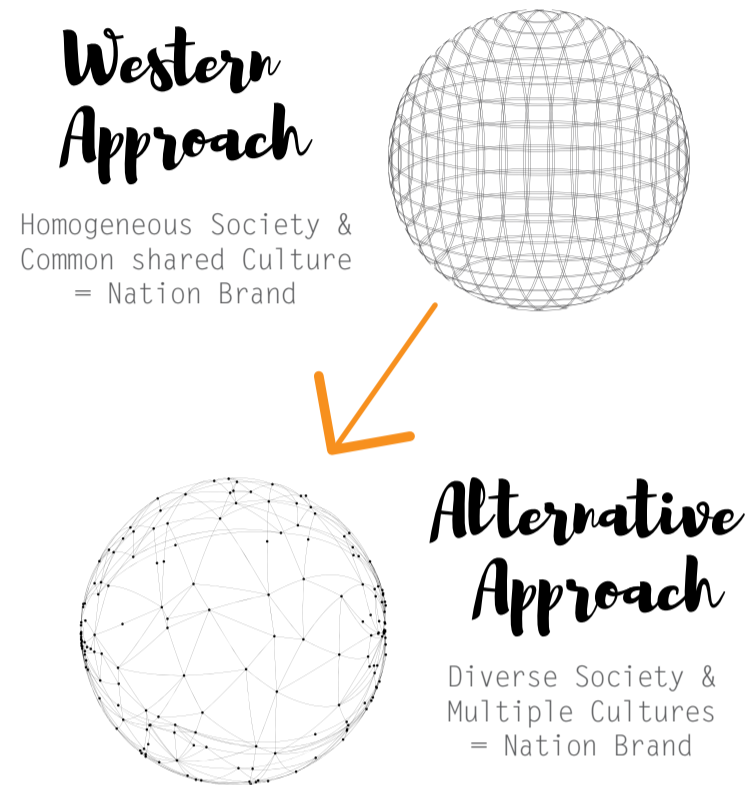 Western
Approach
Homogeneous Society &
Common shared Culture
= Nation Brand
Alternative
Approach
Diverse Society &
Multiple Cultures
= Nation Brand